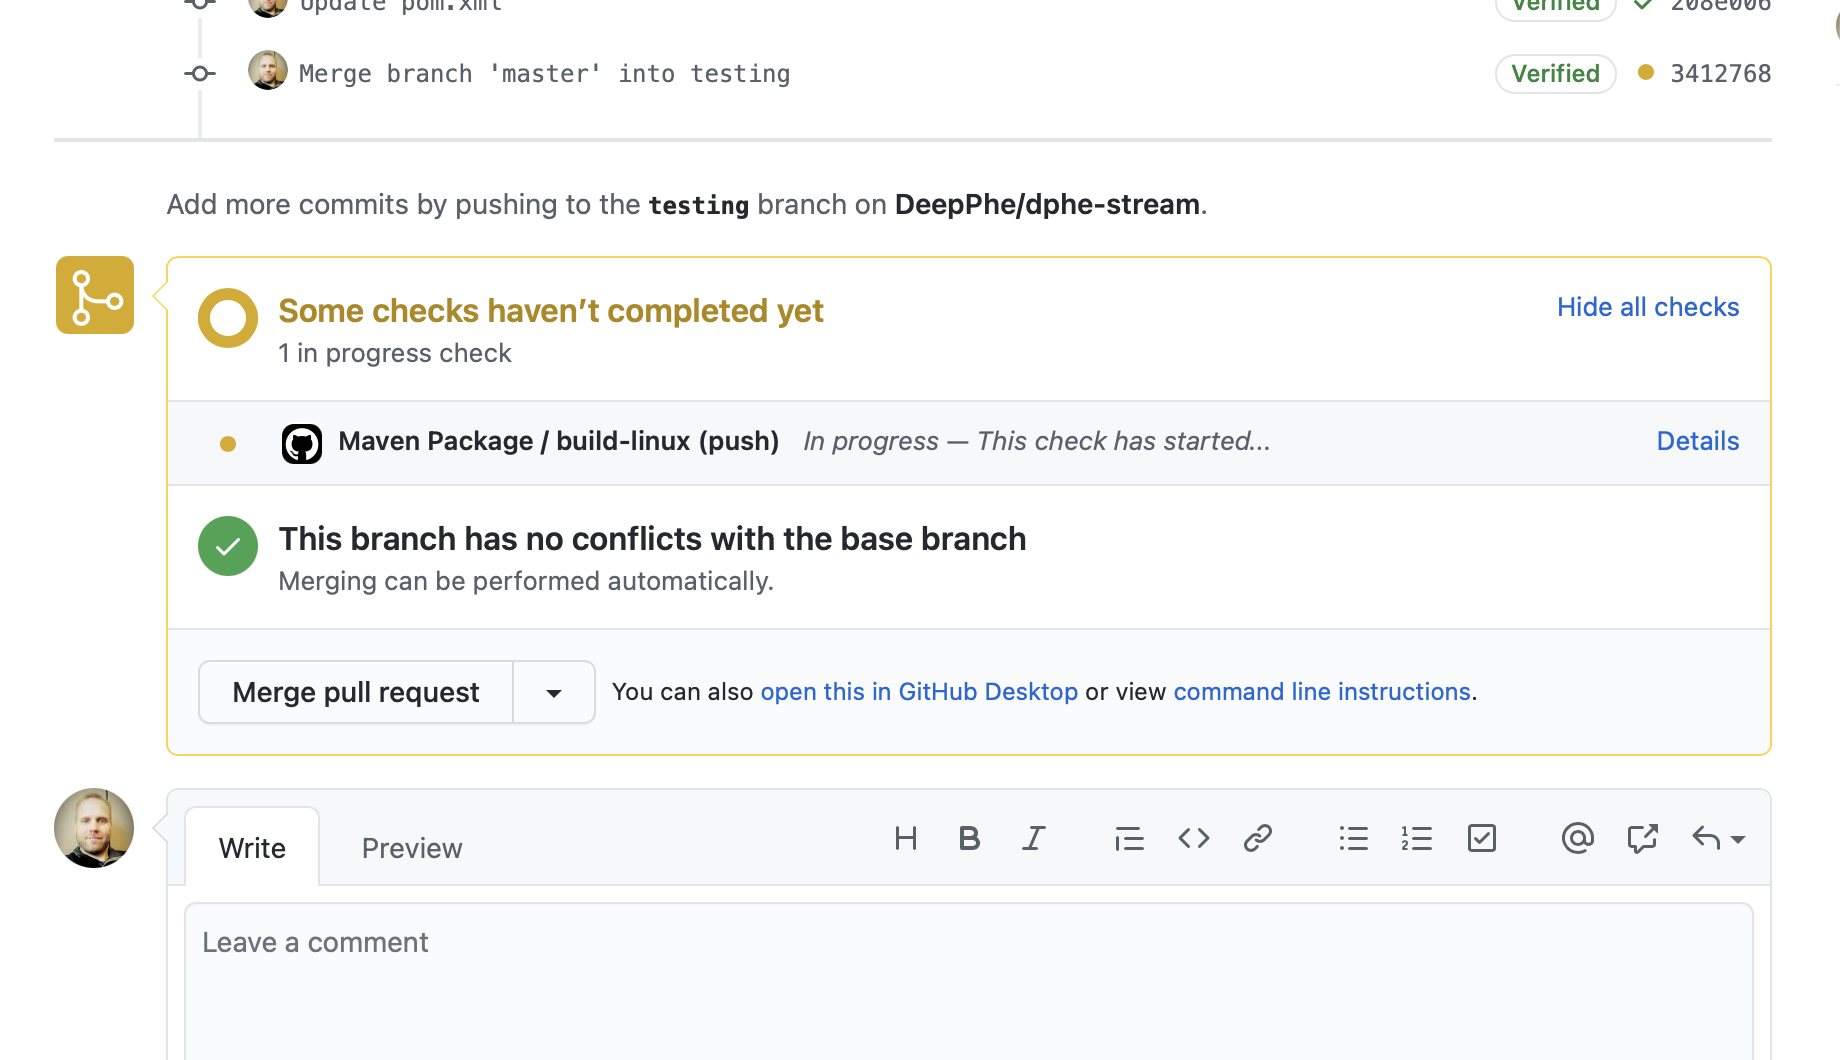 Update pom.xml Verified 208e006
Merge branch 'master' into testing Verified 3412768
Add more commits by pushing to the testing branch on DeepPhe/dphe-stream.
Some checks haven’t completed yet Hide all checks
1 in progress check
Maven Package / build-linux (push) In progress — This check has started... Details
This branch has no conflicts with the base branch
Merging can be performed automatically.
Merge pull request You can also open this in GitHub Desktop or view command line instructions.
Write Preview
Leave a comment